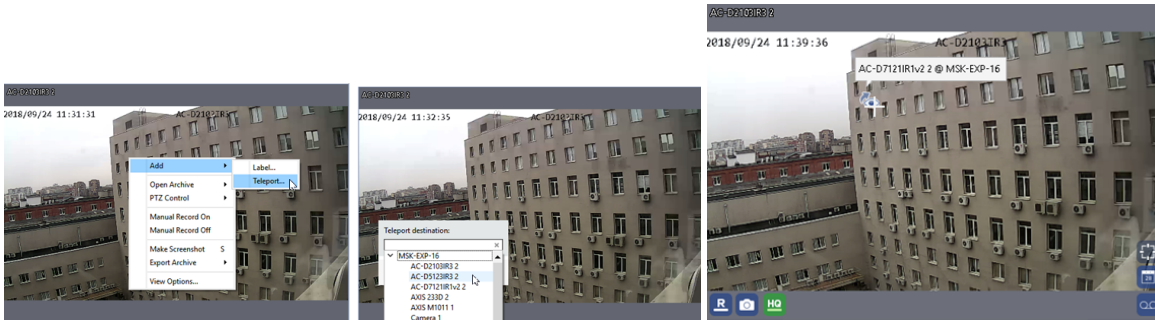 AC-D2103IR3 2
2018/09/24 11:31:31
AC-D2103IR3
Add
Label...
Teleport...
Open Archive
PTZ Control
Manual Record On
Manual Record Off
Make Screenshot S
Export Archive
View Options...
AC-D2103IR3 2
2018/09/24 11:32:35
AC-D2103IR3
Teleport destination:
MSK-EXP-16
AC-D2103IR3 2
AC-D5123IR3 2
AC-D7121IR1v2 2
AXIS 233D 2
AXIS M1011 1
Camera 1
AC-D2103IR3 2
2018/09/24 11:39:36
AC-D2103IR3
AC-D7121IR1v2 2 @ MSK-EXP-16
R
HQ